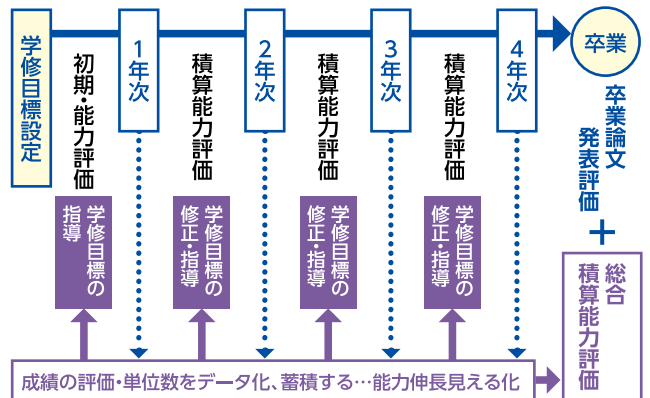 学修目標設定
初期・能力評価
1年次
積算能力評価
2年次
積算能力評価
3年次
積算能力評価
4年次
卒業
卒業論文
発表評価
+
総合
積算能力評価
学修目標の
指導
学修目標の
修正・指導
学修目標の
修正・指導
学修目標の
修正・指導
成績の評価・単位数をデータ化、蓄積する…能力伸長見える化